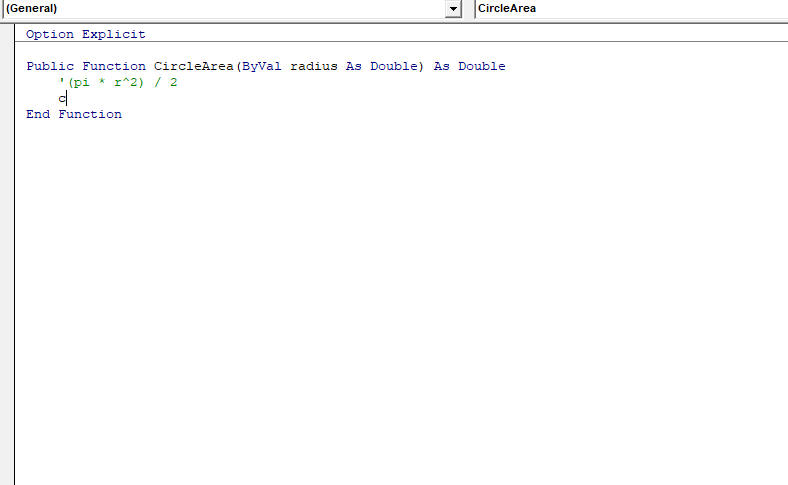 (General)
CircleArea
Option Explicit
Public Function CircleArea(ByVal radius As Double) As Double
'(pi * r^2) / 2
c
End Function